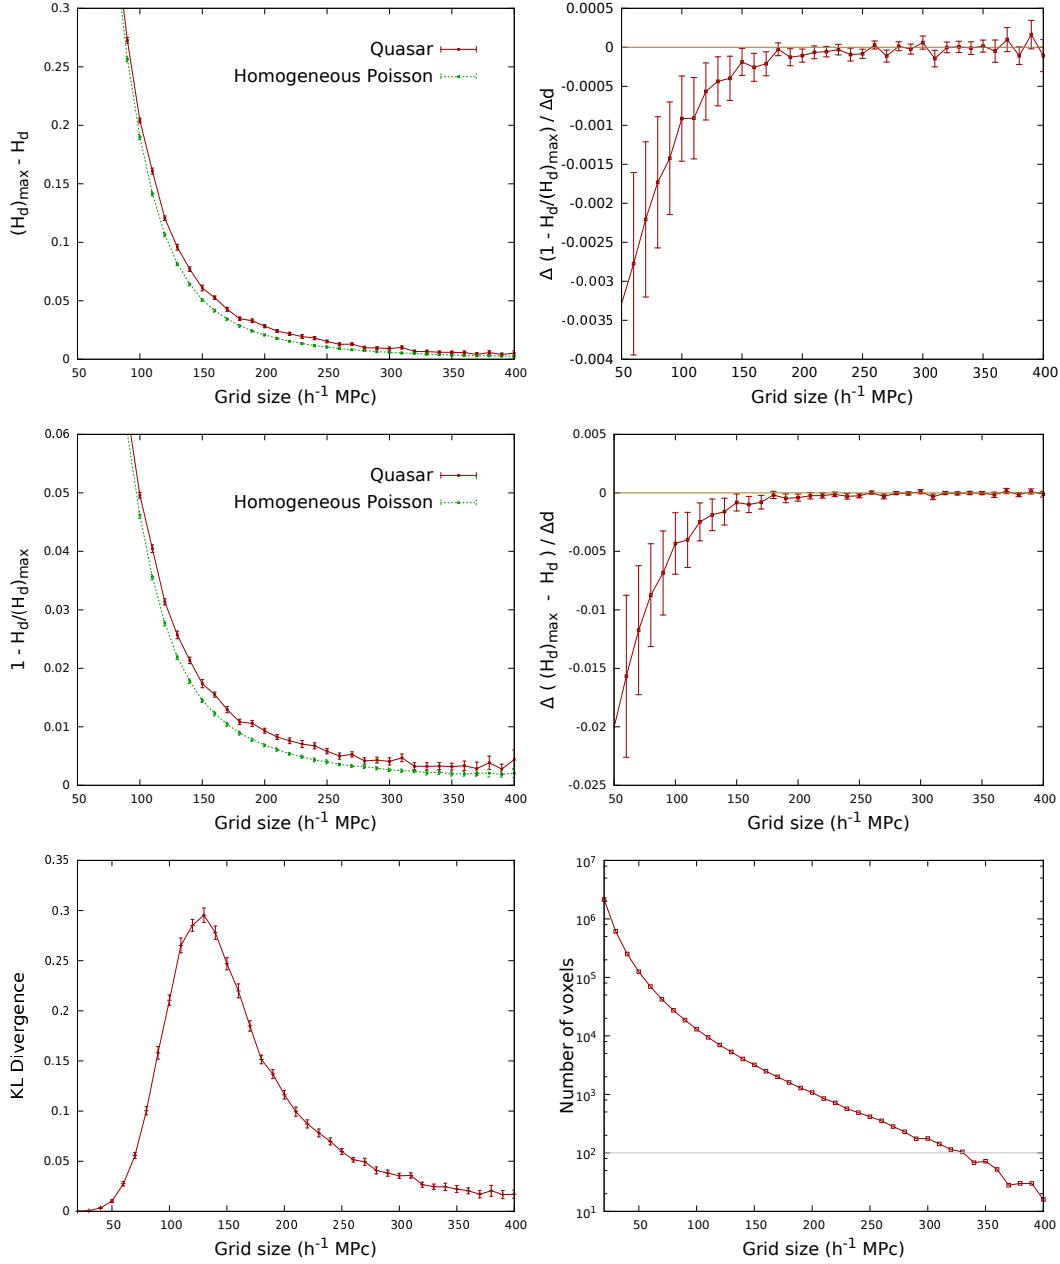 0.3
0.25
0.2
0.15
0.1
0.05
0
50 100 150 200 250 300 350 400
(H_d)_max - H_d
Grid size (h^-1 MPc)
Quasar
Homogeneous Poisson
0.0005
0
-0.0005
-0.001
-0.0015
-0.002
-0.0025
-0.003
-0.0035
-0.004
50 100 150 200 250 300 350 400
Δ (1 - H_d/(H_d)_max) / Δd
Grid size (h^-1 MPc)
0.06
0.05
0.04
0.03
0.02
0.01
0
50 100 150 200 250 300 350 400
1 - H_d/(H_d)_max
Grid size (h^-1 MPc)
Quasar
Homogeneous Poisson
0.005
0
-0.005
-0.01
-0.015
-0.02
-0.025
50 100 150 200 250 300 350 400
Δ ( (H_d)_max - H_d ) / Δd
Grid size (h^-1 MPc)
0.35
0.3
0.25
0.2
0.15
0.1
0.05
0
50 100 150 200 250 300 350 400
KL Divergence
Grid size (h^-1 MPc)
10^7
10^6
10^5
10^4
10^3
10^2
10^1
50 100 150 200 250 300 350 400
Number of voxels
Grid size (h^-1 MPc)